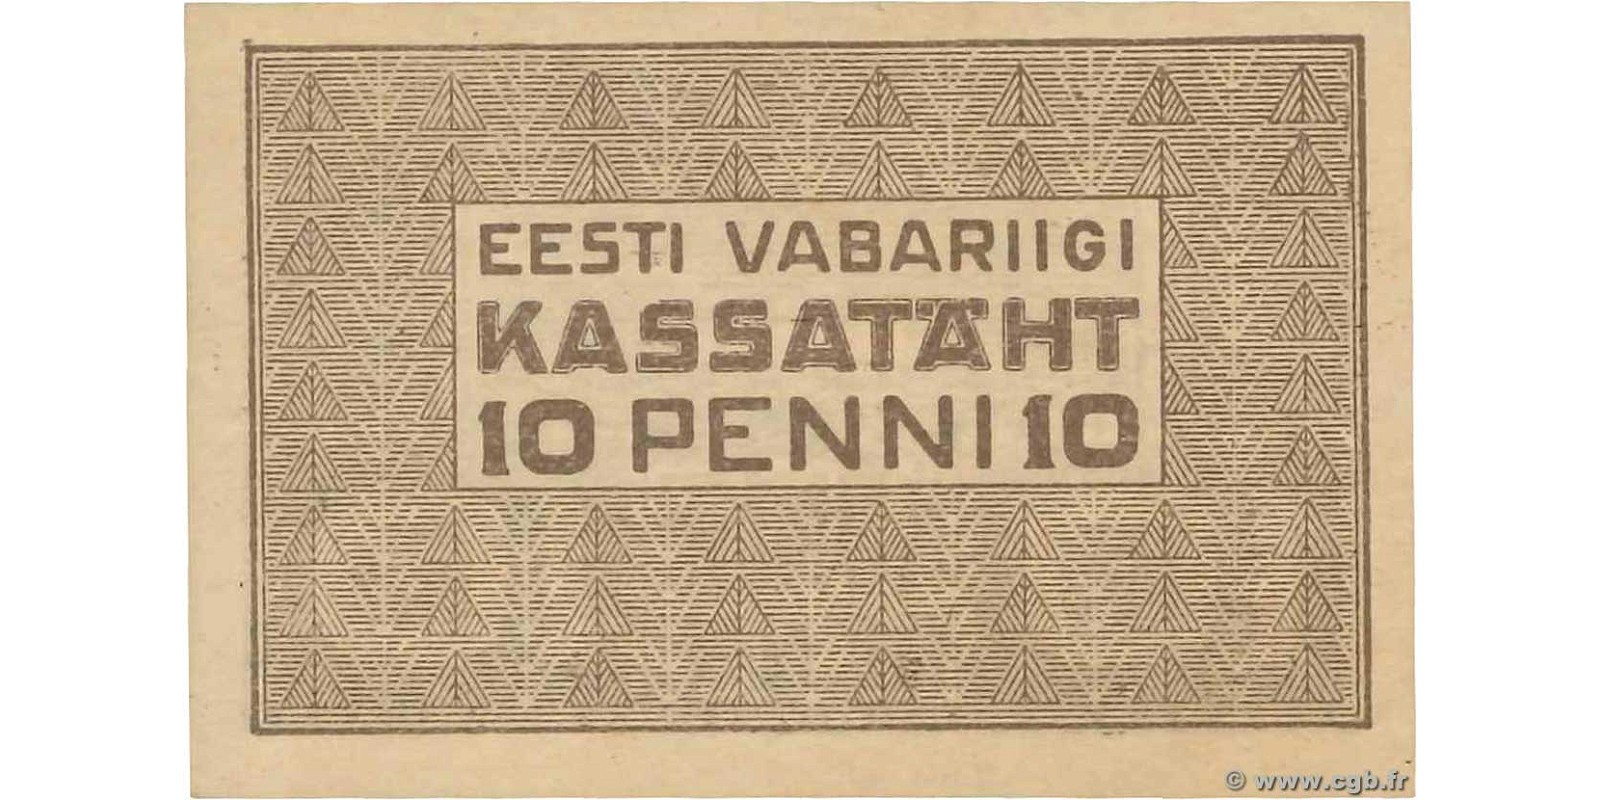 EESTI VABARIIGI
KASSATÄHT
10 PENNI 10
© www.cgb.fr